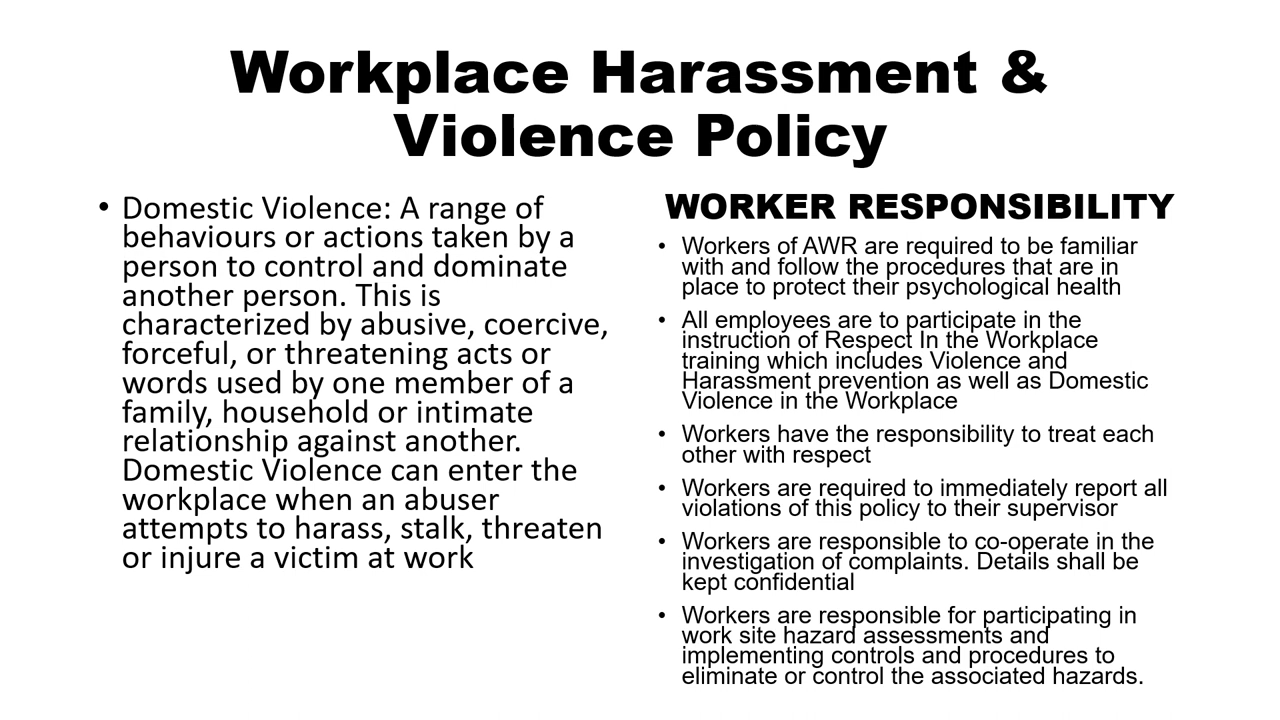 Workplace Harassment &
Violence Policy
• Domestic Violence: A range of
behaviours or actions taken by a
person to control and dominate
another person. This is
characterized by abusive, coercive,
forceful, or threatening acts or
words used by one member of a
family, household or intimate
relationship against another.
Domestic Violence can enter the
workplace when an abuser
attempts to harass, stalk, threaten
or injure a victim at work
WORKER RESPONSIBILITY
• Workers of AWR are required to be familiar
with and follow the procedures that are in
place to protect their psychological health
• All employees are to participate in the
instruction of Respect In the Workplace
training which includes Violence and
Harassment prevention as well as Domestic
Violence in the Workplace
• Workers have the responsibility to treat each
other with respect
• Workers are required to immediately report all
violations of this policy to their supervisor
• Workers are responsible to co-operate in the
investigation of complaints. Details shall be
kept confidential
• Workers are responsible for participating in
work site hazard assessments and
implementing controls and procedures to
eliminate or control the associated hazards.